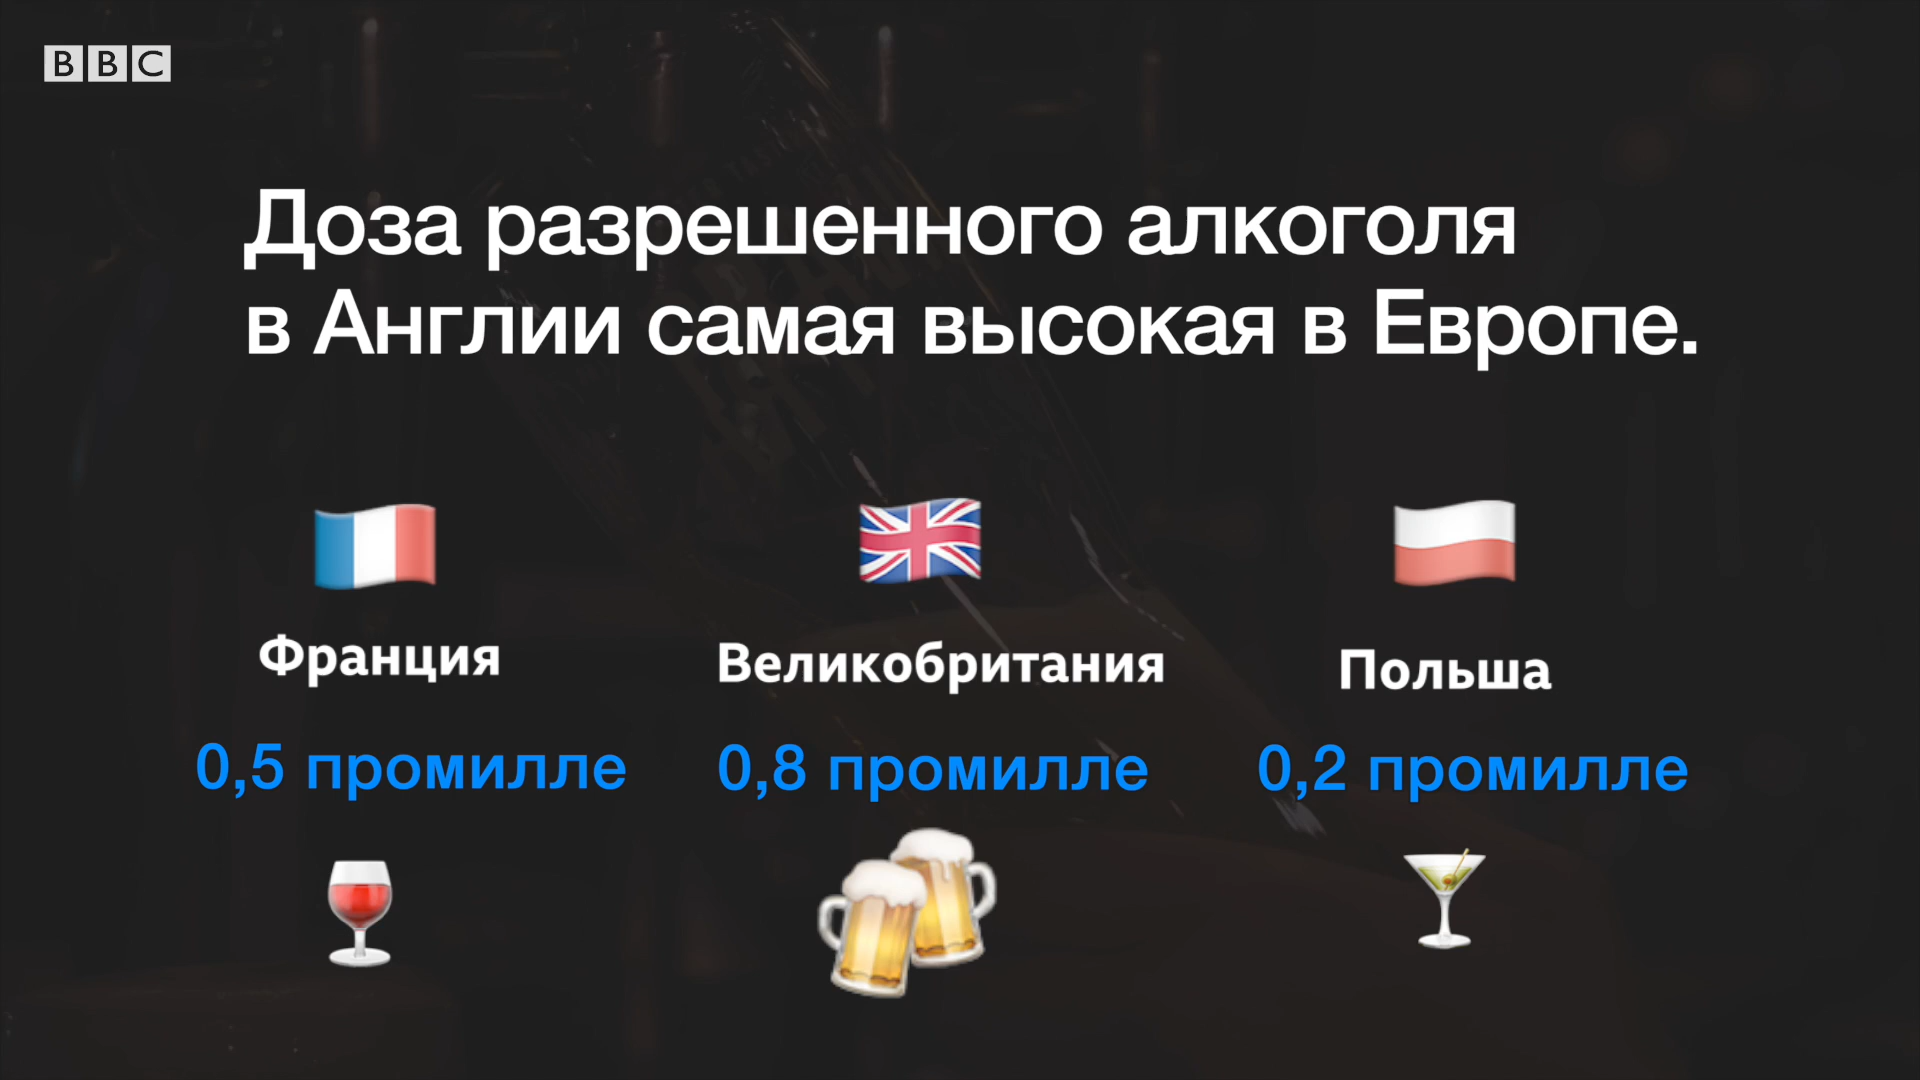 BBC
Доза разрешенного алкоголя
в Англии самая высокая в Европе.
Франция Великобритания Польша
0,5 промилле 0,8 промилле 0,2 промилле